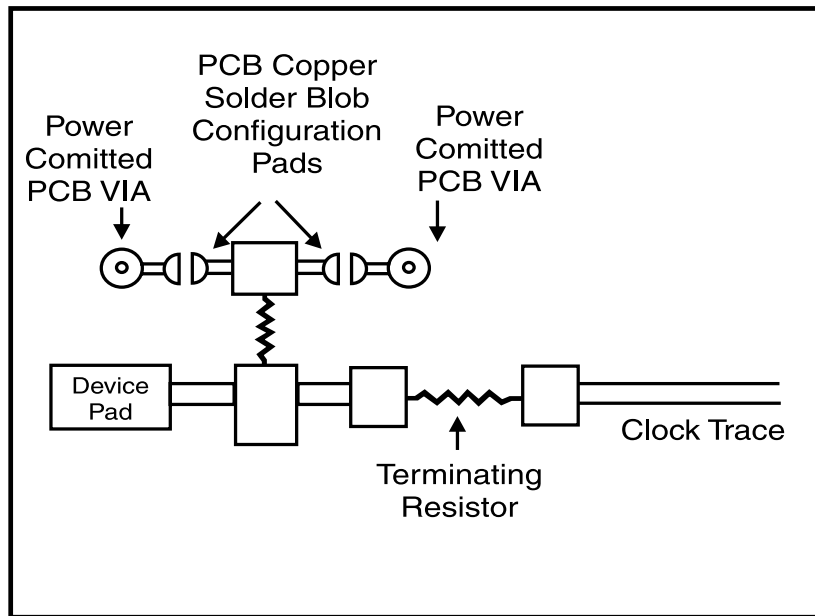 PCB Copper
Solder Blob
Configuration
Pads
Power
Comitted
PCB VIA
Power
Comitted
PCB VIA
Device
Pad
Clock Trace
Terminating
Resistor